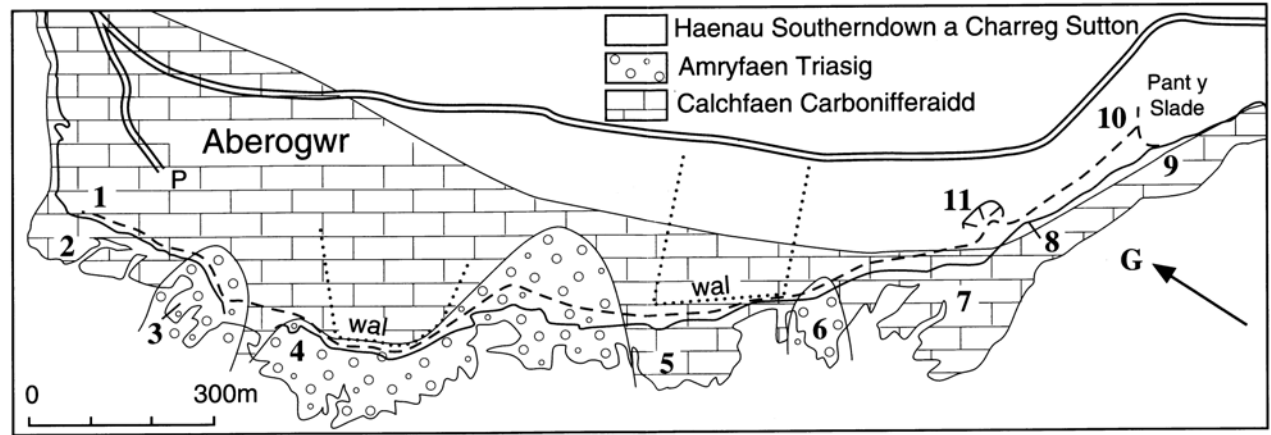 Haenau Southerndown a Charreg Sutton
Amryfaen Triasig
Calchfaen Carbonifferaidd
Pant y
Slade
10
Aberogwr
P
9
1
11
8
2
G
wal
7
3
wal
6
4
5
0 300m